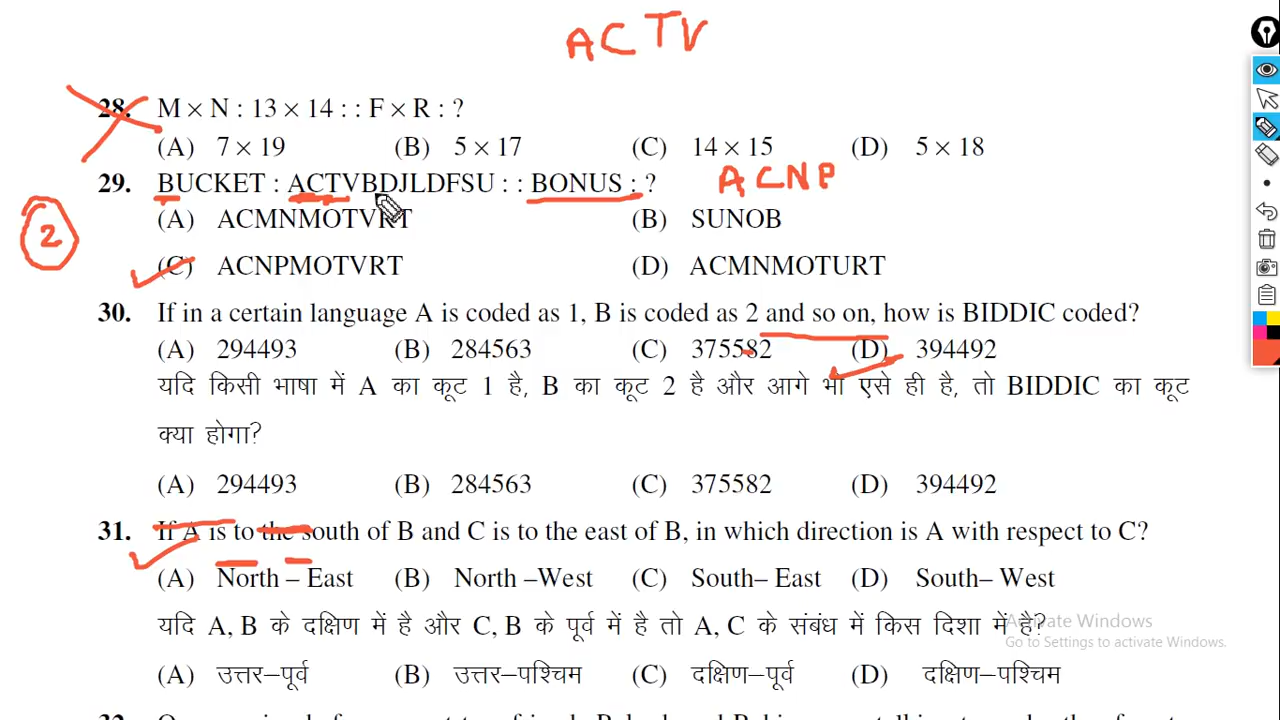 ACTV
28. M × N : 13 × 14 : : F × R : ?
(A) 7 × 19 (B) 5 × 17 (C) 14 × 15 (D) 5 × 18
29. BUCKET : ACTVBDJLDFSU : : BONUS : ? ACNP
(A) ACMNMOTVRT (B) SUNOB
2
(C) ACNPMOTVRT (D) ACMNMOTURT
30. If in a certain language A is coded as 1, B is coded as 2 and so on, how is BIDDIC coded?
(A) 294493 (B) 284563 (C) 375582 (D) 394492
यदि किसी भाषा में A का कूट 1 है, B का कूट 2 है और आगे भी एसे ही है, तो BIDDIC का कूट
क्या होगा?
(A) 294493 (B) 284563 (C) 375582 (D) 394492
31. If A is to the south of B and C is to the east of B, in which direction is A with respect to C?
(A) North – East (B) North –West (C) South– East (D) South– West
यदि A, B के दक्षिण में है और C, B के पूर्व में है तो A, C के संबंध में किस दिशा में है?
Activate Windows
Go to Settings to activate Windows.
(A) उत्तर–पूर्व (B) उत्तर–पश्चिम (C) दक्षिण–पूर्व (D) दक्षिण–पश्चिम